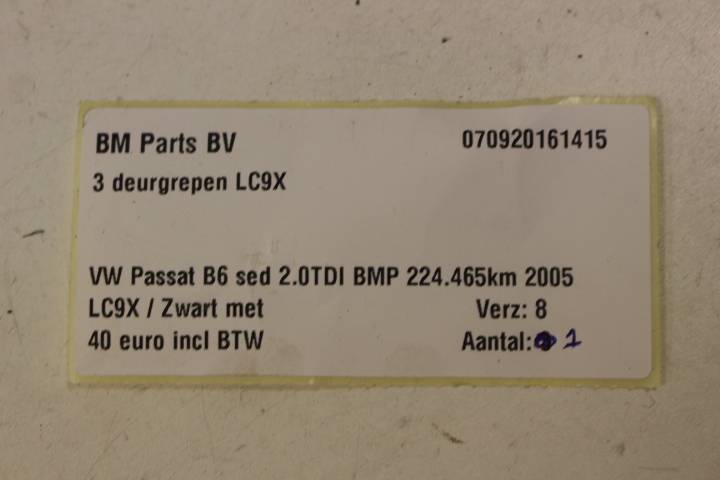 BM Parts BV 070920161415
3 deurgrepen LC9X
VW Passat B6 sed 2.0TDI BMP 224.465km 2005
LC9X / Zwart met Verz: 8
40 euro incl BTW Aantal: 1